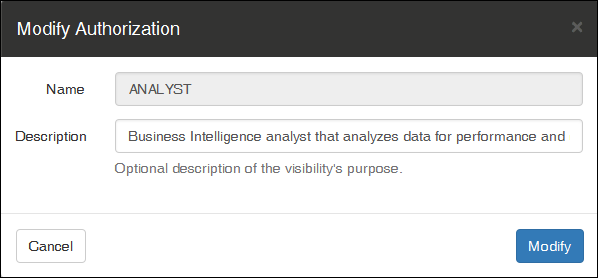 Modify Authorization ×
Name ANALYST
Description Business Intelligence analyst that analyzes data for performance and
Optional description of the visibility's purpose.
Cancel Modify